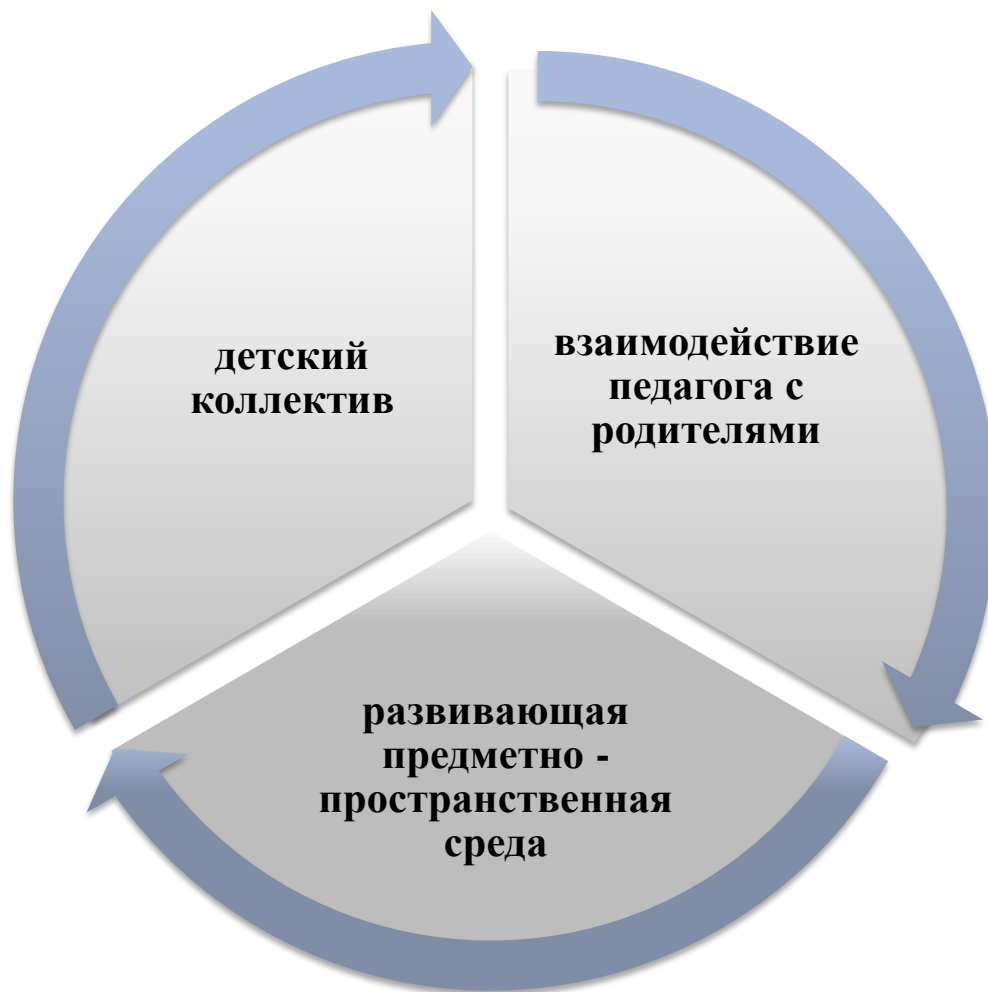 детский
коллектив
взаимодействие
педагога с
родителями
развивающая
предметно -
пространственная
среда